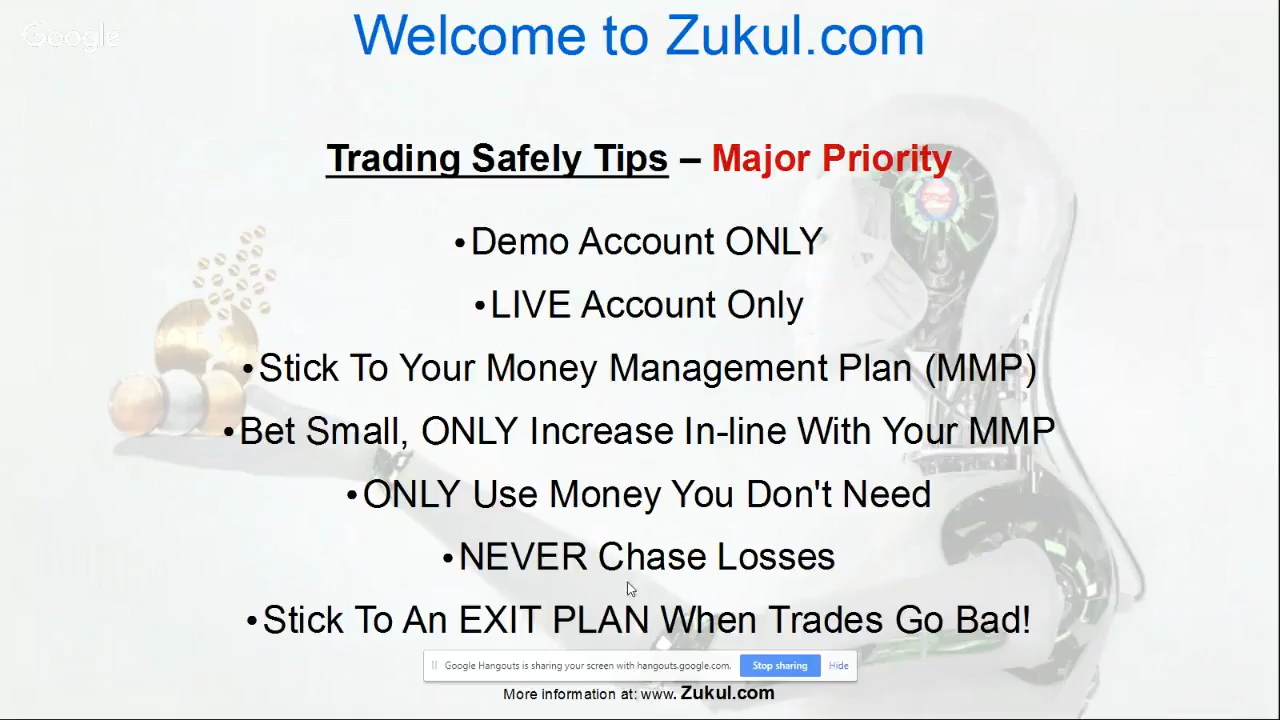 Google
Welcome to Zukul.com
Trading Safely Tips – Major Priority
•Demo Account ONLY
•LIVE Account Only
•Stick To Your Money Management Plan (MMP)
•Bet Small, ONLY Increase In-line With Your MMP
•ONLY Use Money You Don't Need
•NEVER Chase Losses
•Stick To An EXIT PLAN When Trades Go Bad!
Google Hangouts is sharing your screen with hangouts.google.com. Stop sharing Hide
More information at: www. Zukul.com